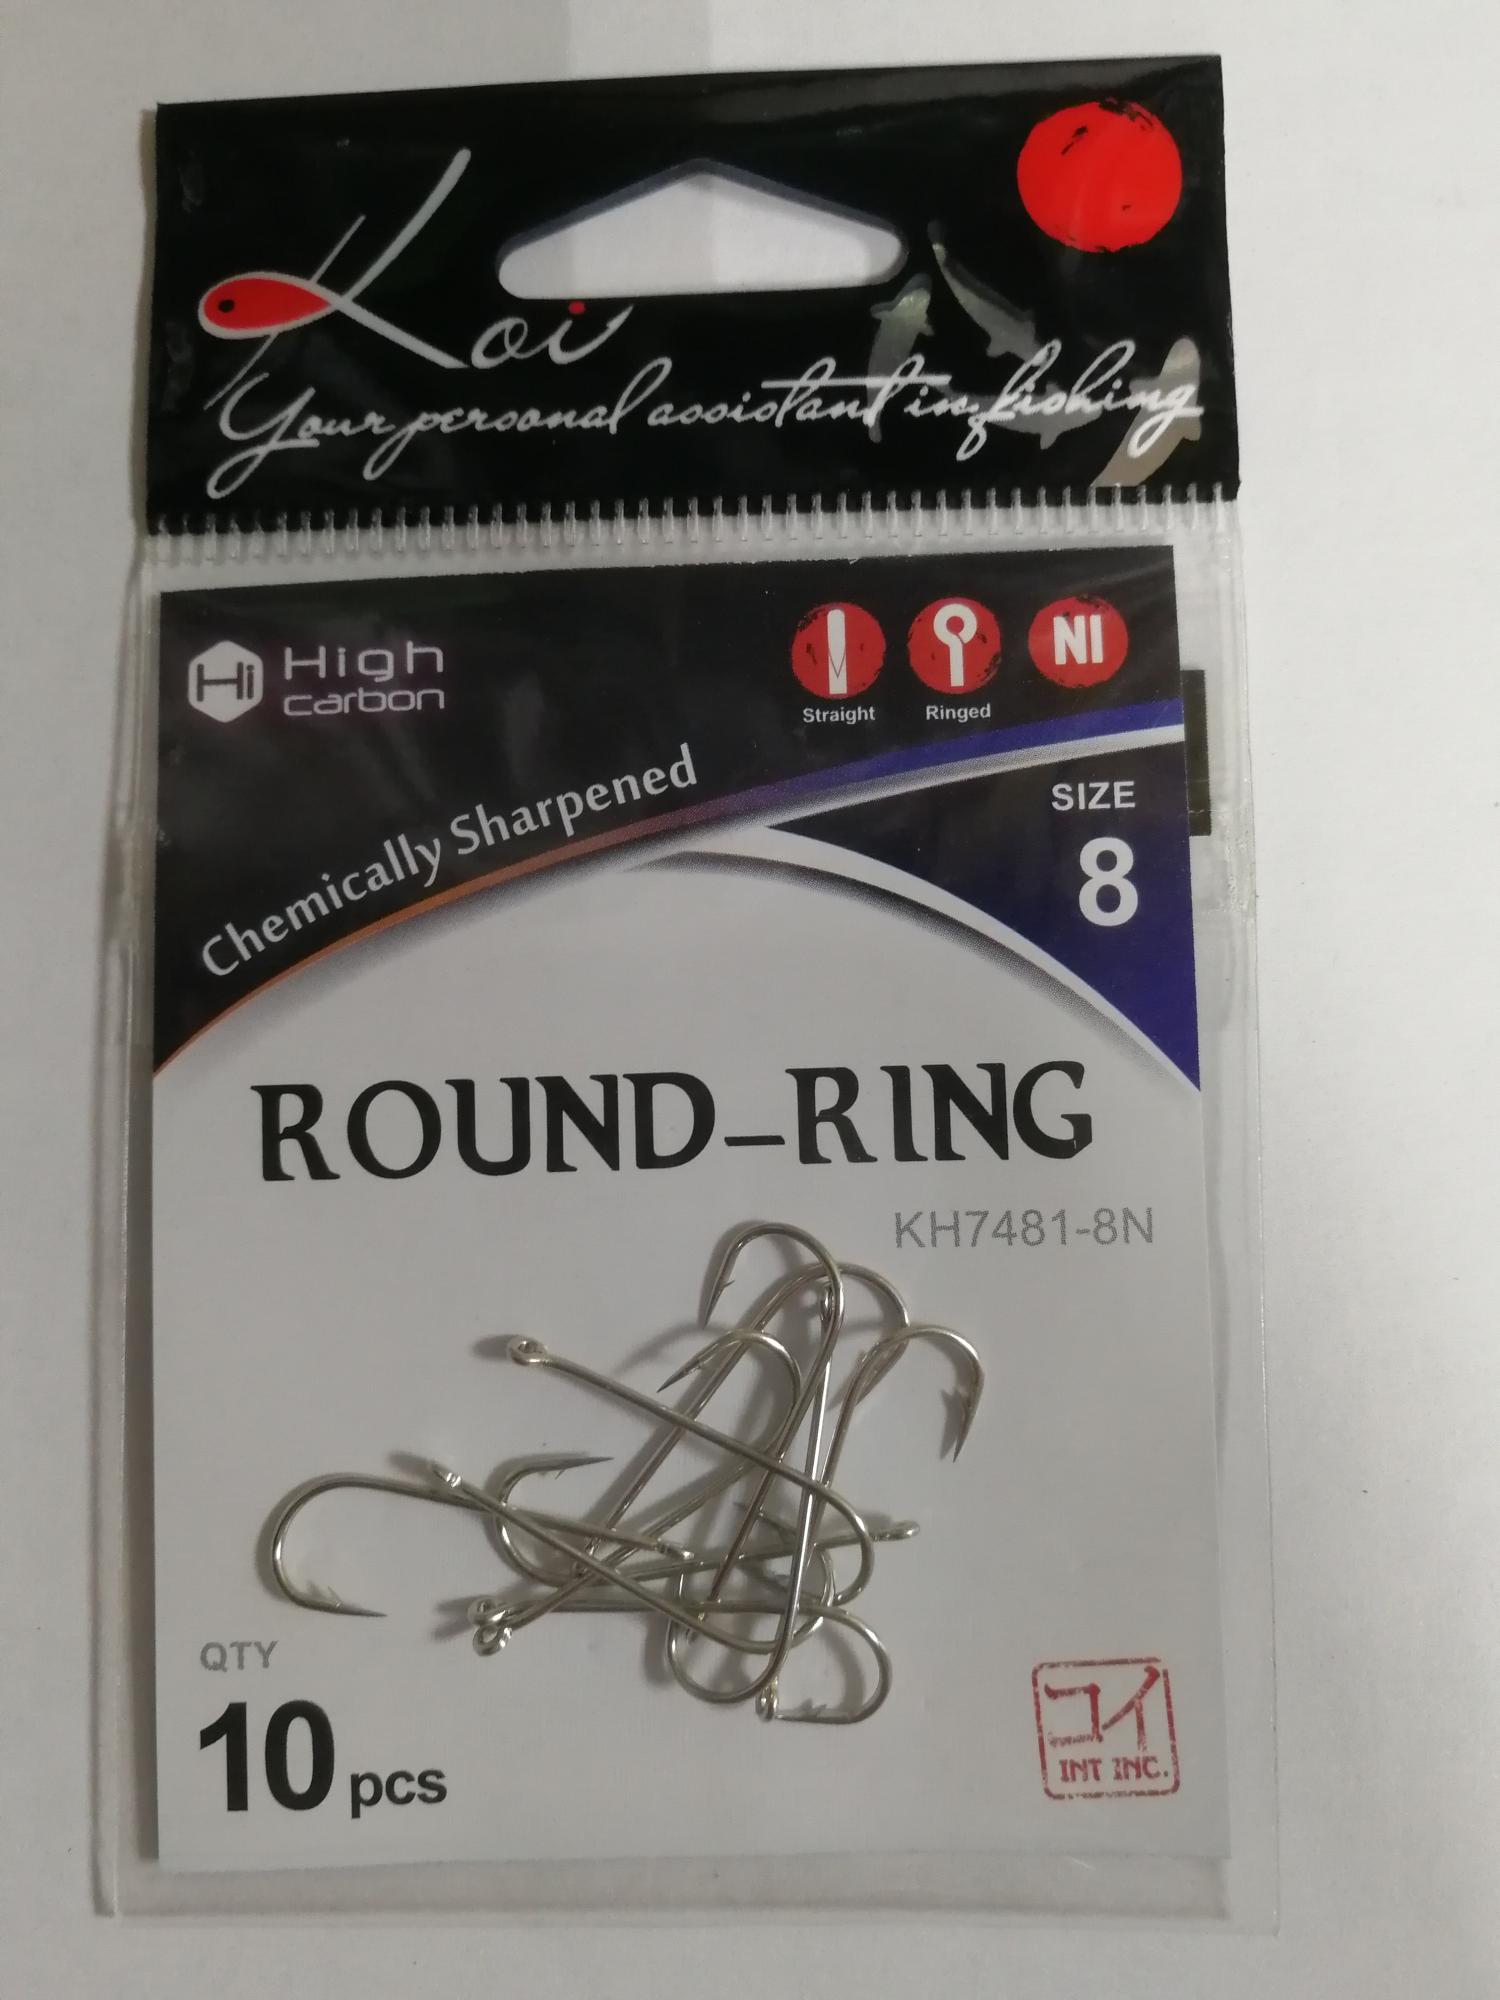 Koi
Your personal assistant in fishing
Hi High
carbon
Straight
Ringed
NI
Chemically Sharpened
SIZE
8
ROUND-RING
KH7481-8N
QTY
10 pcs
コイ
INT INC.